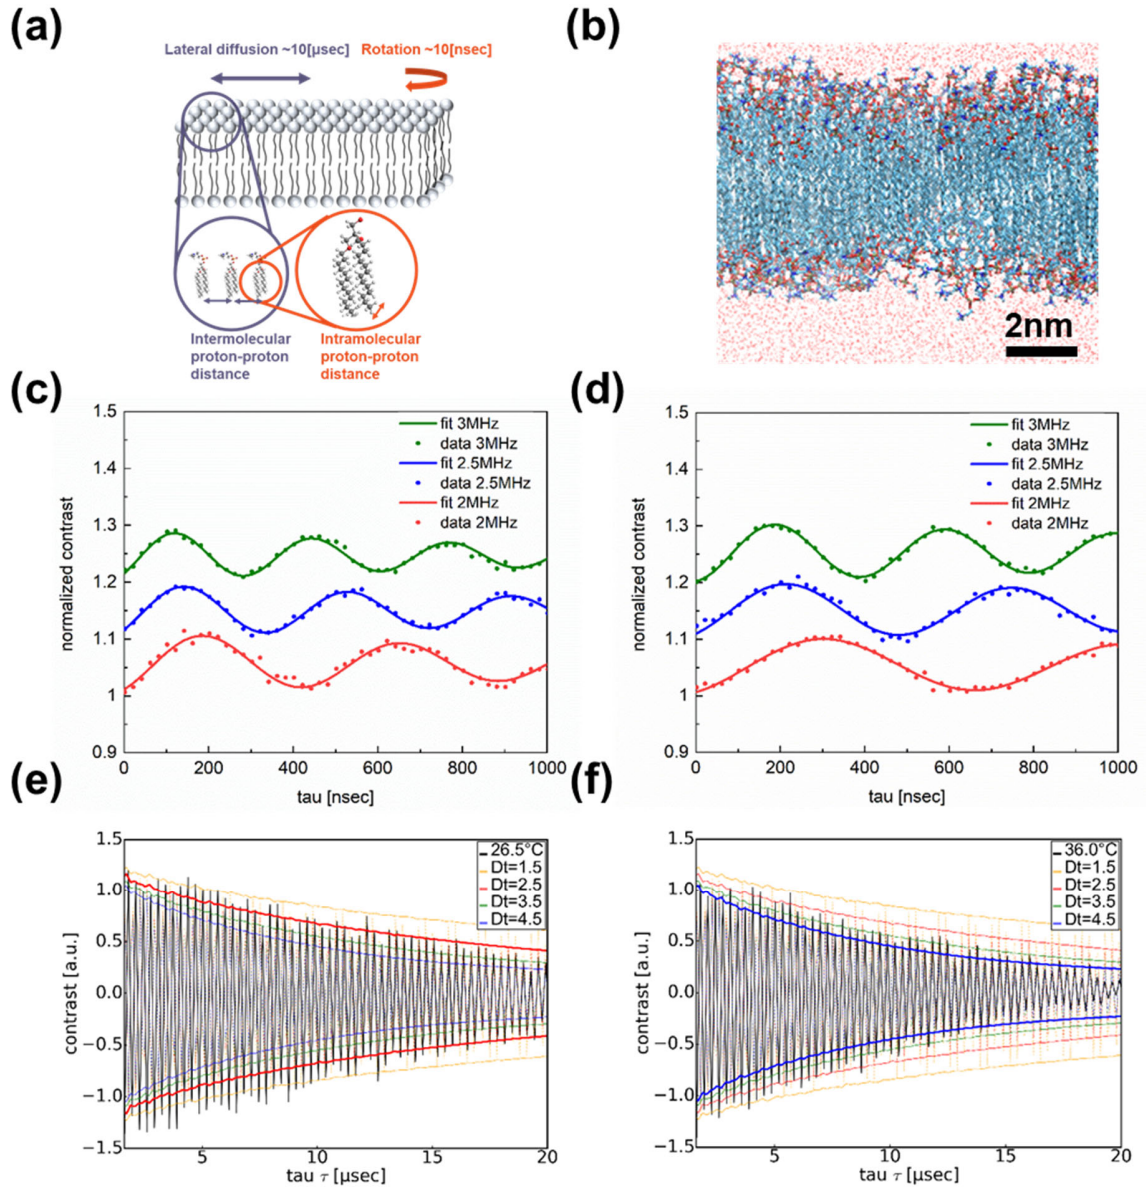 (a)
Lateral diffusion ~10[μsec]
Rotation ~10[nsec]
Intermolecular
proton-proton
distance
Intramolecular
proton-proton
distance
(b)
2nm
(c)
1.5
1.4
1.3
1.2
1.1
1
0.9
normalized contrast
fit 3MHz
data 3MHz
fit 2.5MHz
data 2.5MHz
fit 2MHz
data 2MHz
0
200
400
600
800
1000
tau [nsec]
(d)
1.5
1.4
1.3
1.2
1.1
1
0.9
normalized contrast
fit 3MHz
data 3MHz
fit 2.5MHz
data 2.5MHz
fit 2MHz
data 2MHz
0
200
400
600
800
1000
tau [nsec]
(e)
1.5
1.0
0.5
0.0
−0.5
−1.0
−1.5
contrast [a.u.]
26.5°C
Dt=1.5
Dt=2.5
Dt=3.5
Dt=4.5
5
10
15
20
tau τ [μsec]
(f)
1.5
1.0
0.5
0.0
−0.5
−1.0
−1.5
contrast [a.u.]
36.0°C
Dt=1.5
Dt=2.5
Dt=3.5
Dt=4.5
5
10
15
20
tau τ [μsec]